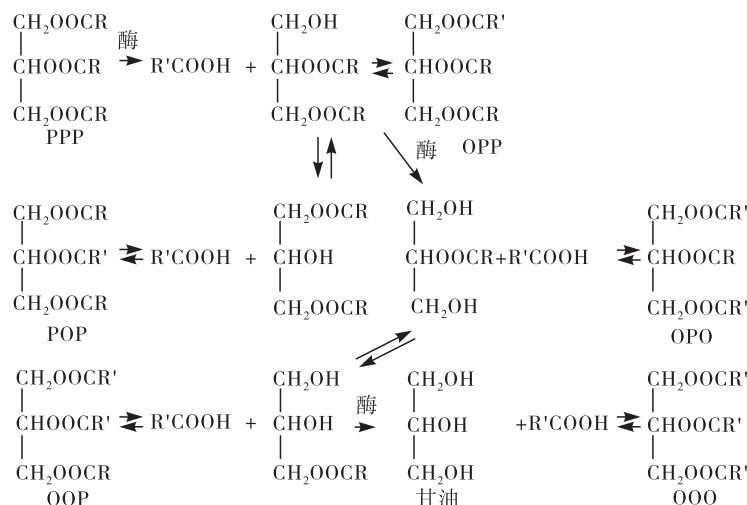 CH₂OOCR CH₂OH CH₂OOCR'
酶
CHOOCR R'COOH + CHOOCR CHOOCR
CH₂OOCR CH₂OOCR CH₂OOCR
PPP 酶 OPP
CH₂OOCR CH₂OOCR CH₂OH CH₂OOCR'
CHOOCR' R'COOH + CHOH CHOOCR+R'COOH CHOOCR
CH₂OOCR CH₂OOCR CH₂OH CH₂OOCR'
POP OPO
CH₂OOCR' CH₂OH CH₂OH CH₂OOCR'
酶
CHOOCR' R'COOH + CHOH CHOH +R'COOH CHOOCR'
CH₂OOCR CH₂OOCR CH₂OH CH₂OOCR'
OOP 甘油 OOO